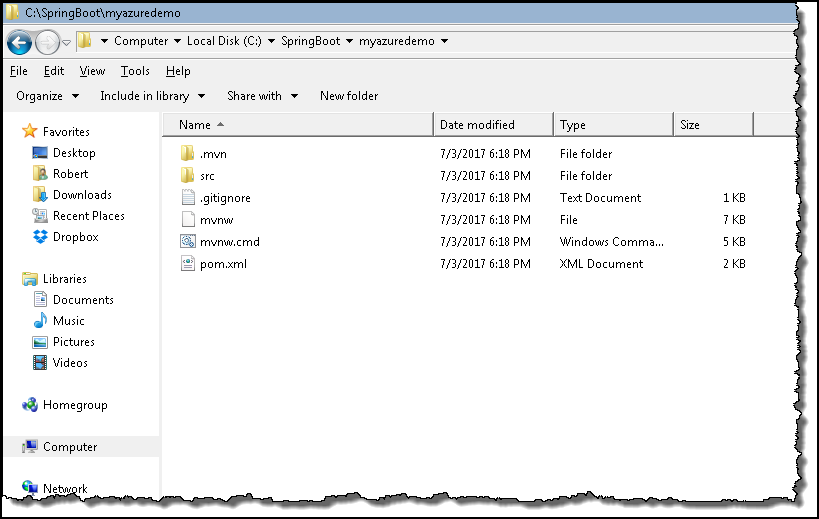 C:\SpringBoot\myazuredemo
Computer Local Disk (C:) SpringBoot myazuredemo
File Edit View Tools Help
Organize Include in library Share with New folder
Favorites
Desktop
Robert
Downloads
Recent Places
Dropbox
Libraries
Documents
Music
Pictures
Videos
Homegroup
Computer
Network
Name Date modified Type Size
.mvn 7/3/2017 6:18 PM File folder
src 7/3/2017 6:18 PM File folder
.gitignore 7/3/2017 6:18 PM Text Document 1 KB
mvnw 7/3/2017 6:18 PM File 7 KB
mvnw.cmd 7/3/2017 6:18 PM Windows Comma... 5 KB
pom.xml 7/3/2017 6:18 PM XML Document 2 KB